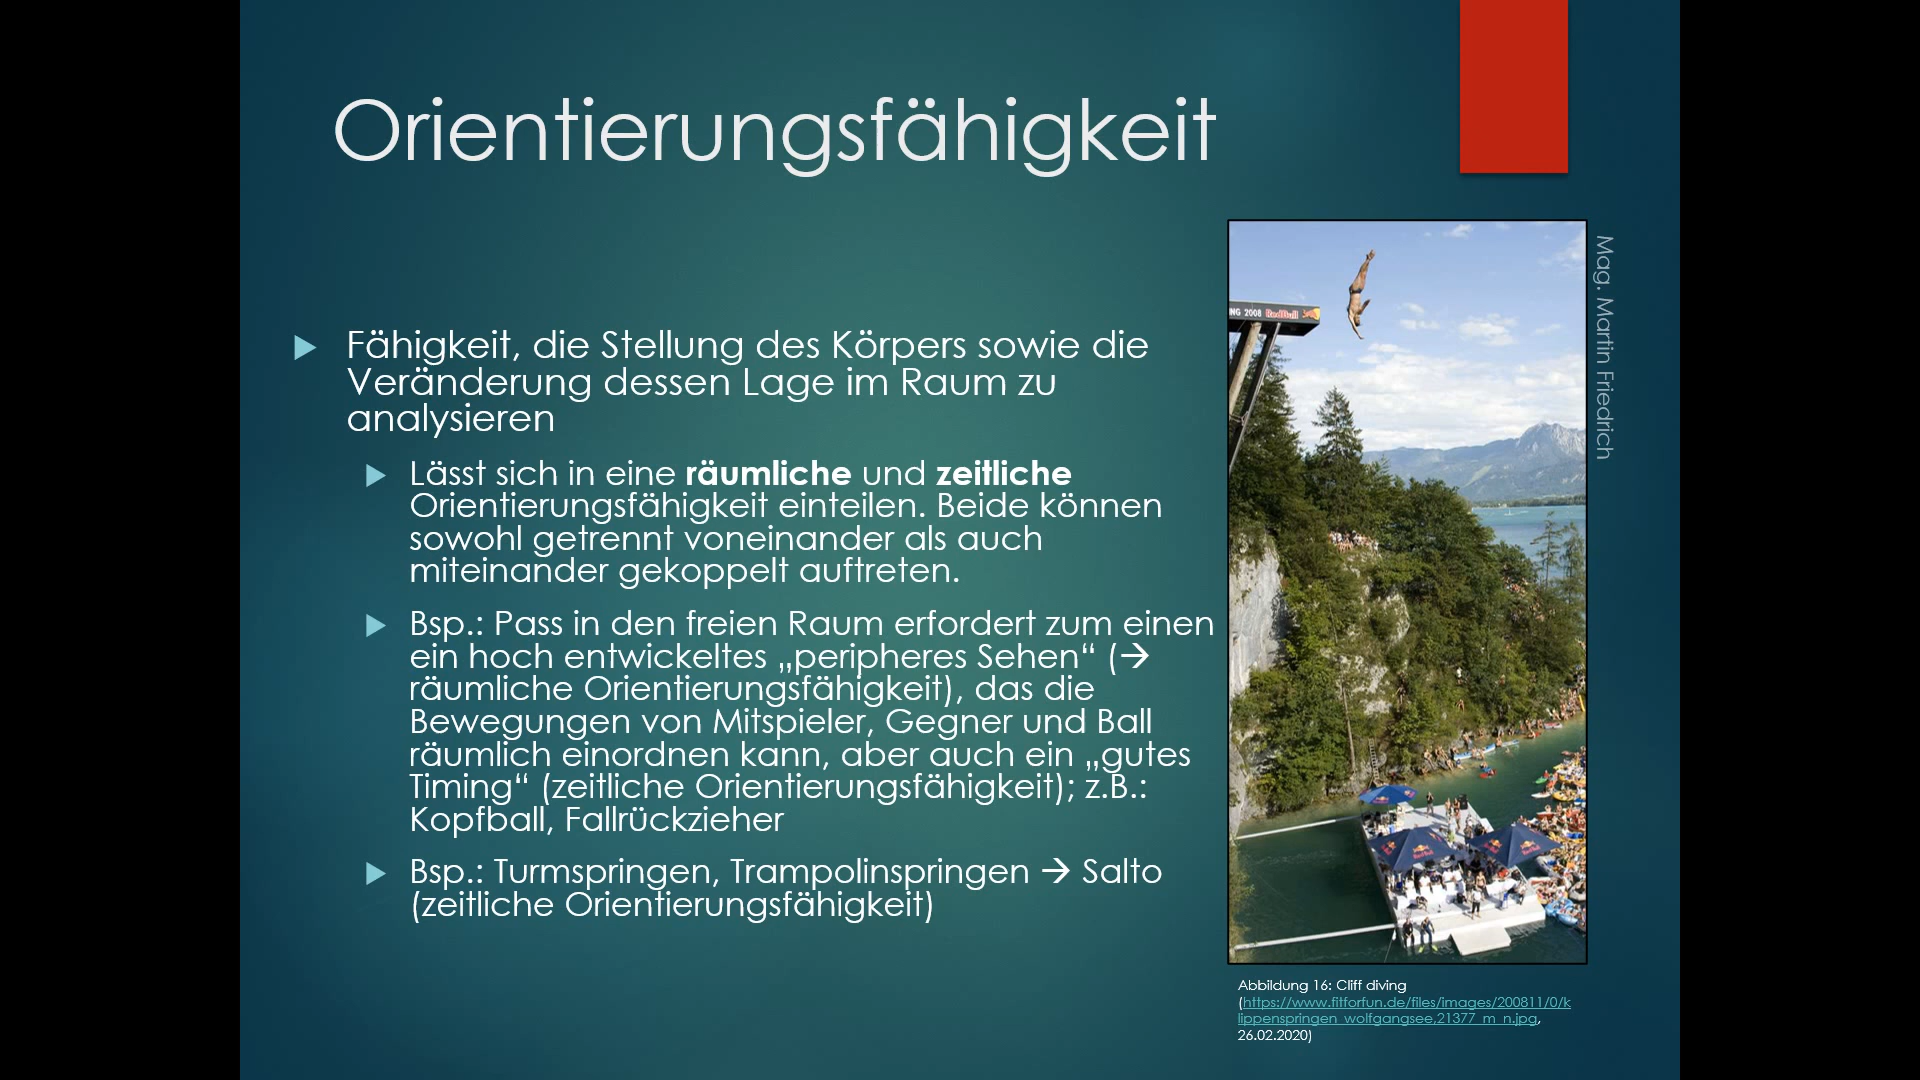 Orientierungsfähigkeit
Fähigkeit, die Stellung des Körpers sowie die
Veränderung dessen Lage im Raum zu
analysieren
Lässt sich in eine räumliche und zeitliche
Orientierungsfähigkeit einteilen. Beide können
sowohl getrennt voneinander als auch
miteinander gekoppelt auftreten.
Bsp.: Pass in den freien Raum erfordert zum einen
ein hoch entwickeltes „peripheres Sehen“ (→
räumliche Orientierungsfähigkeit), das die
Bewegungen von Mitspieler, Gegner und Ball
räumlich einordnen kann, aber auch ein „gutes
Timing“ (zeitliche Orientierungsfähigkeit); z.B.:
Kopfball, Fallrückzieher
Bsp.: Turmspringen, Trampolinspringen → Salto
(zeitliche Orientierungsfähigkeit)
NG 2008 RedBull
Mag. Martin Friedrich
Abbildung 16: Cliff diving
(https://www.fitforfun.de/files/images/200811/0/k
lippenspringen_wolfgangsee,21377_m_n.jpg,
26.02.2020)